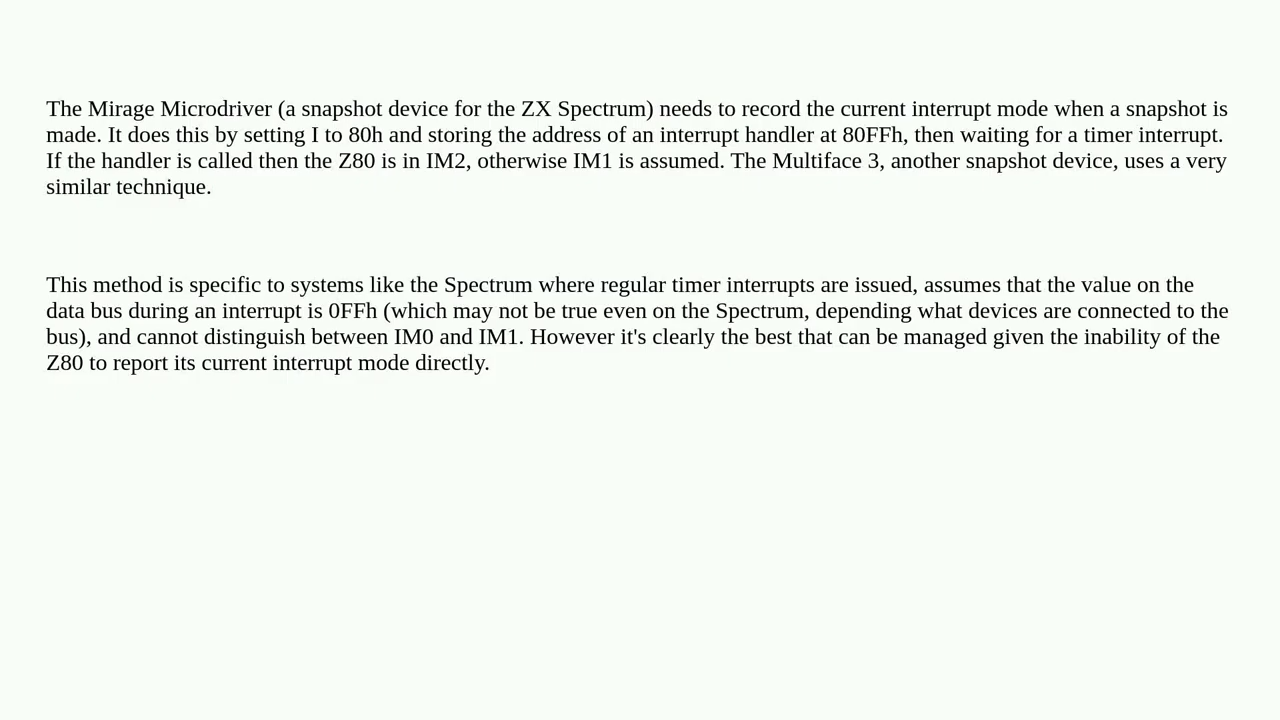 The Mirage Microdriver (a snapshot device for the ZX Spectrum) needs to record the current interrupt mode when a snapshot is
made. It does this by setting I to 80h and storing the address of an interrupt handler at 80FFh, then waiting for a timer interrupt.
If the handler is called then the Z80 is in IM2, otherwise IM1 is assumed. The Multiface 3, another snapshot device, uses a very
similar technique.
This method is specific to systems like the Spectrum where regular timer interrupts are issued, assumes that the value on the
data bus during an interrupt is 0FFh (which may not be true even on the Spectrum, depending what devices are connected to the
bus), and cannot distinguish between IM0 and IM1. However it's clearly the best that can be managed given the inability of the
Z80 to report its current interrupt mode directly.